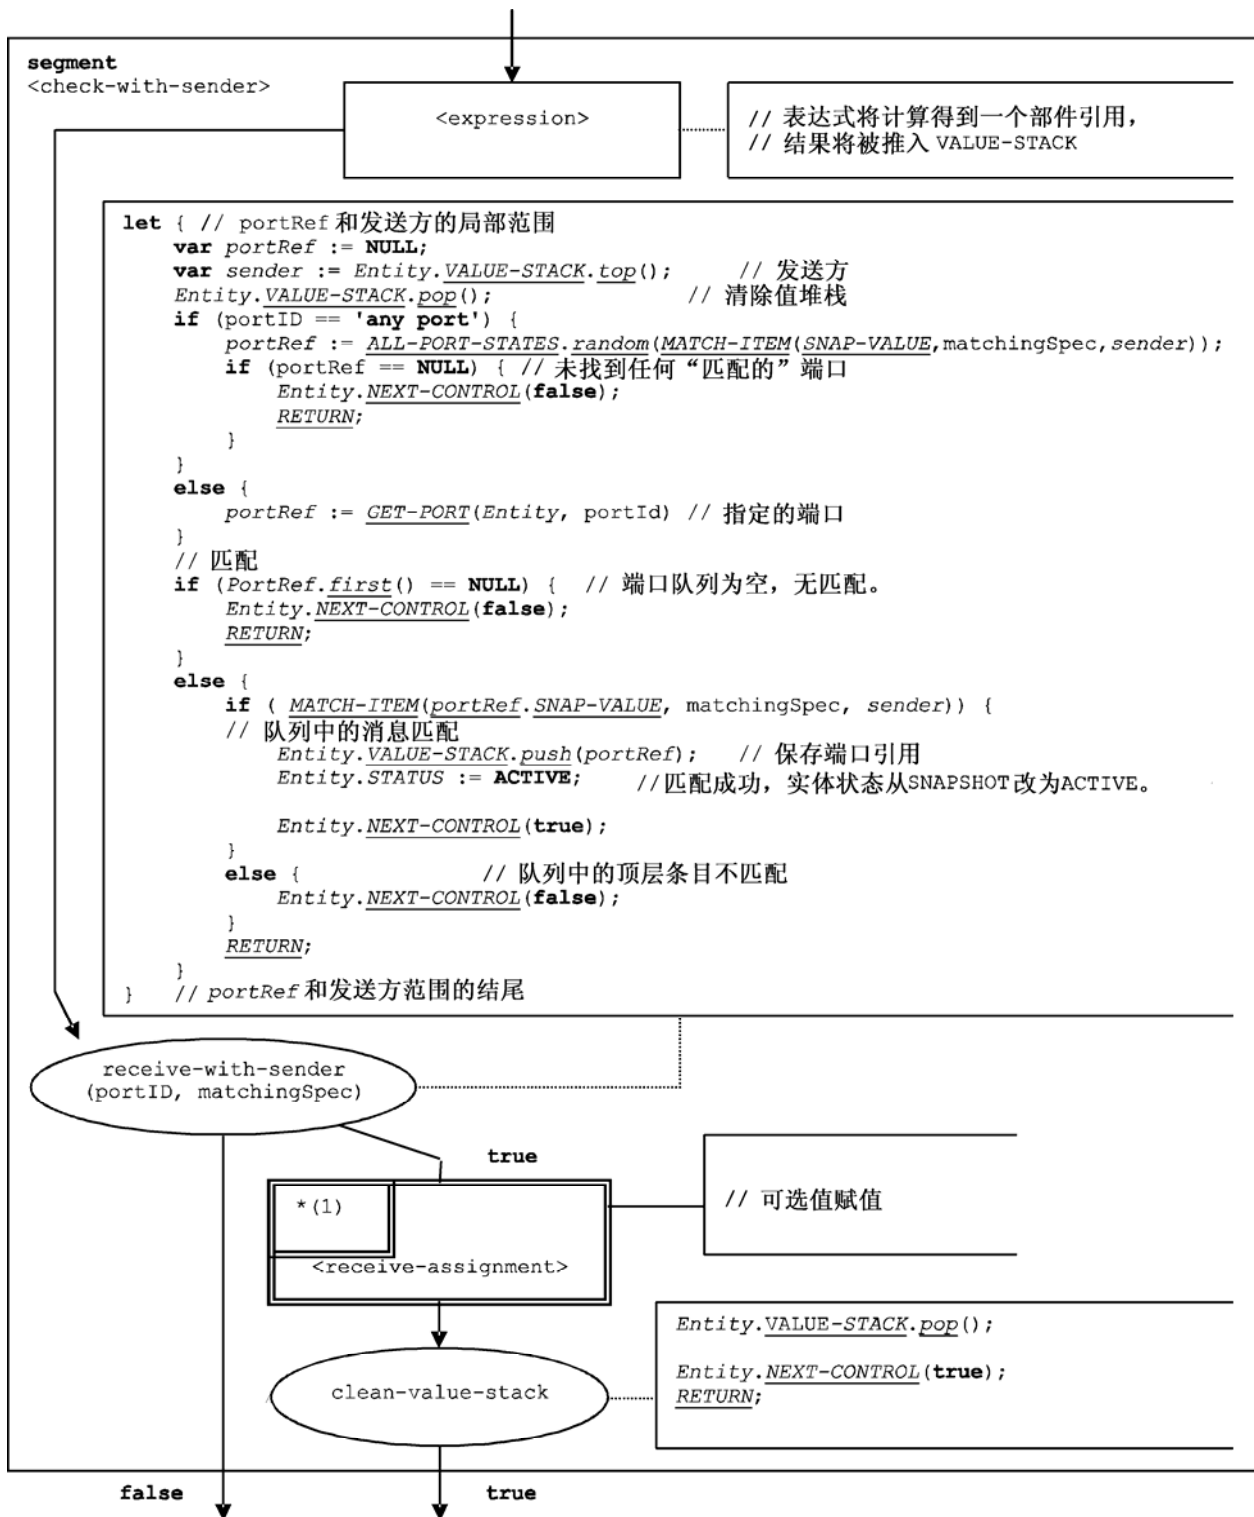 segment
<check-with-sender>
<expression>
// 表达式将计算得到一个部件引用，
// 结果将被推入 VALUE-STACK
let { // portRef 和发送方的局部范围
var portRef := NULL;
var sender := Entity.VALUE-STACK.top(); // 发送方
Entity.VALUE-STACK.pop(); // 清除值堆栈
if (portID == 'any port') {
portRef := ALL-PORT-STATES.random(MATCH-ITEM(SNAP-VALUE,matchingSpec,sender));
if (portRef == NULL) { // 未找到任何“匹配的”端口
Entity.NEXT-CONTROL(false);
RETURN;
}
}
else {
portRef := GET-PORT(Entity, portId) // 指定的端口
}
// 匹配
if (PortRef.first() == NULL) { // 端口队列为空，无匹配。
Entity.NEXT-CONTROL(false);
RETURN;
}
else {
if ( MATCH-ITEM(portRef.SNAP-VALUE, matchingSpec, sender)) {
// 队列中的消息匹配
Entity.VALUE-STACK.push(portRef); // 保存端口引用
Entity.STATUS := ACTIVE; //匹配成功，实体状态从SNAPSHOT改为ACTIVE。
Entity.NEXT-CONTROL(true);
}
else { // 队列中的顶层条目不匹配
Entity.NEXT-CONTROL(false);
}
RETURN;
}
} // portRef 和发送方范围的结尾
receive-with-sender
(portID, matchingSpec)
true
*(1)
// 可选值赋值
<receive-assignment>
Entity.VALUE-STACK.pop();
Entity.NEXT-CONTROL(true);
RETURN;
clean-value-stack
false
true